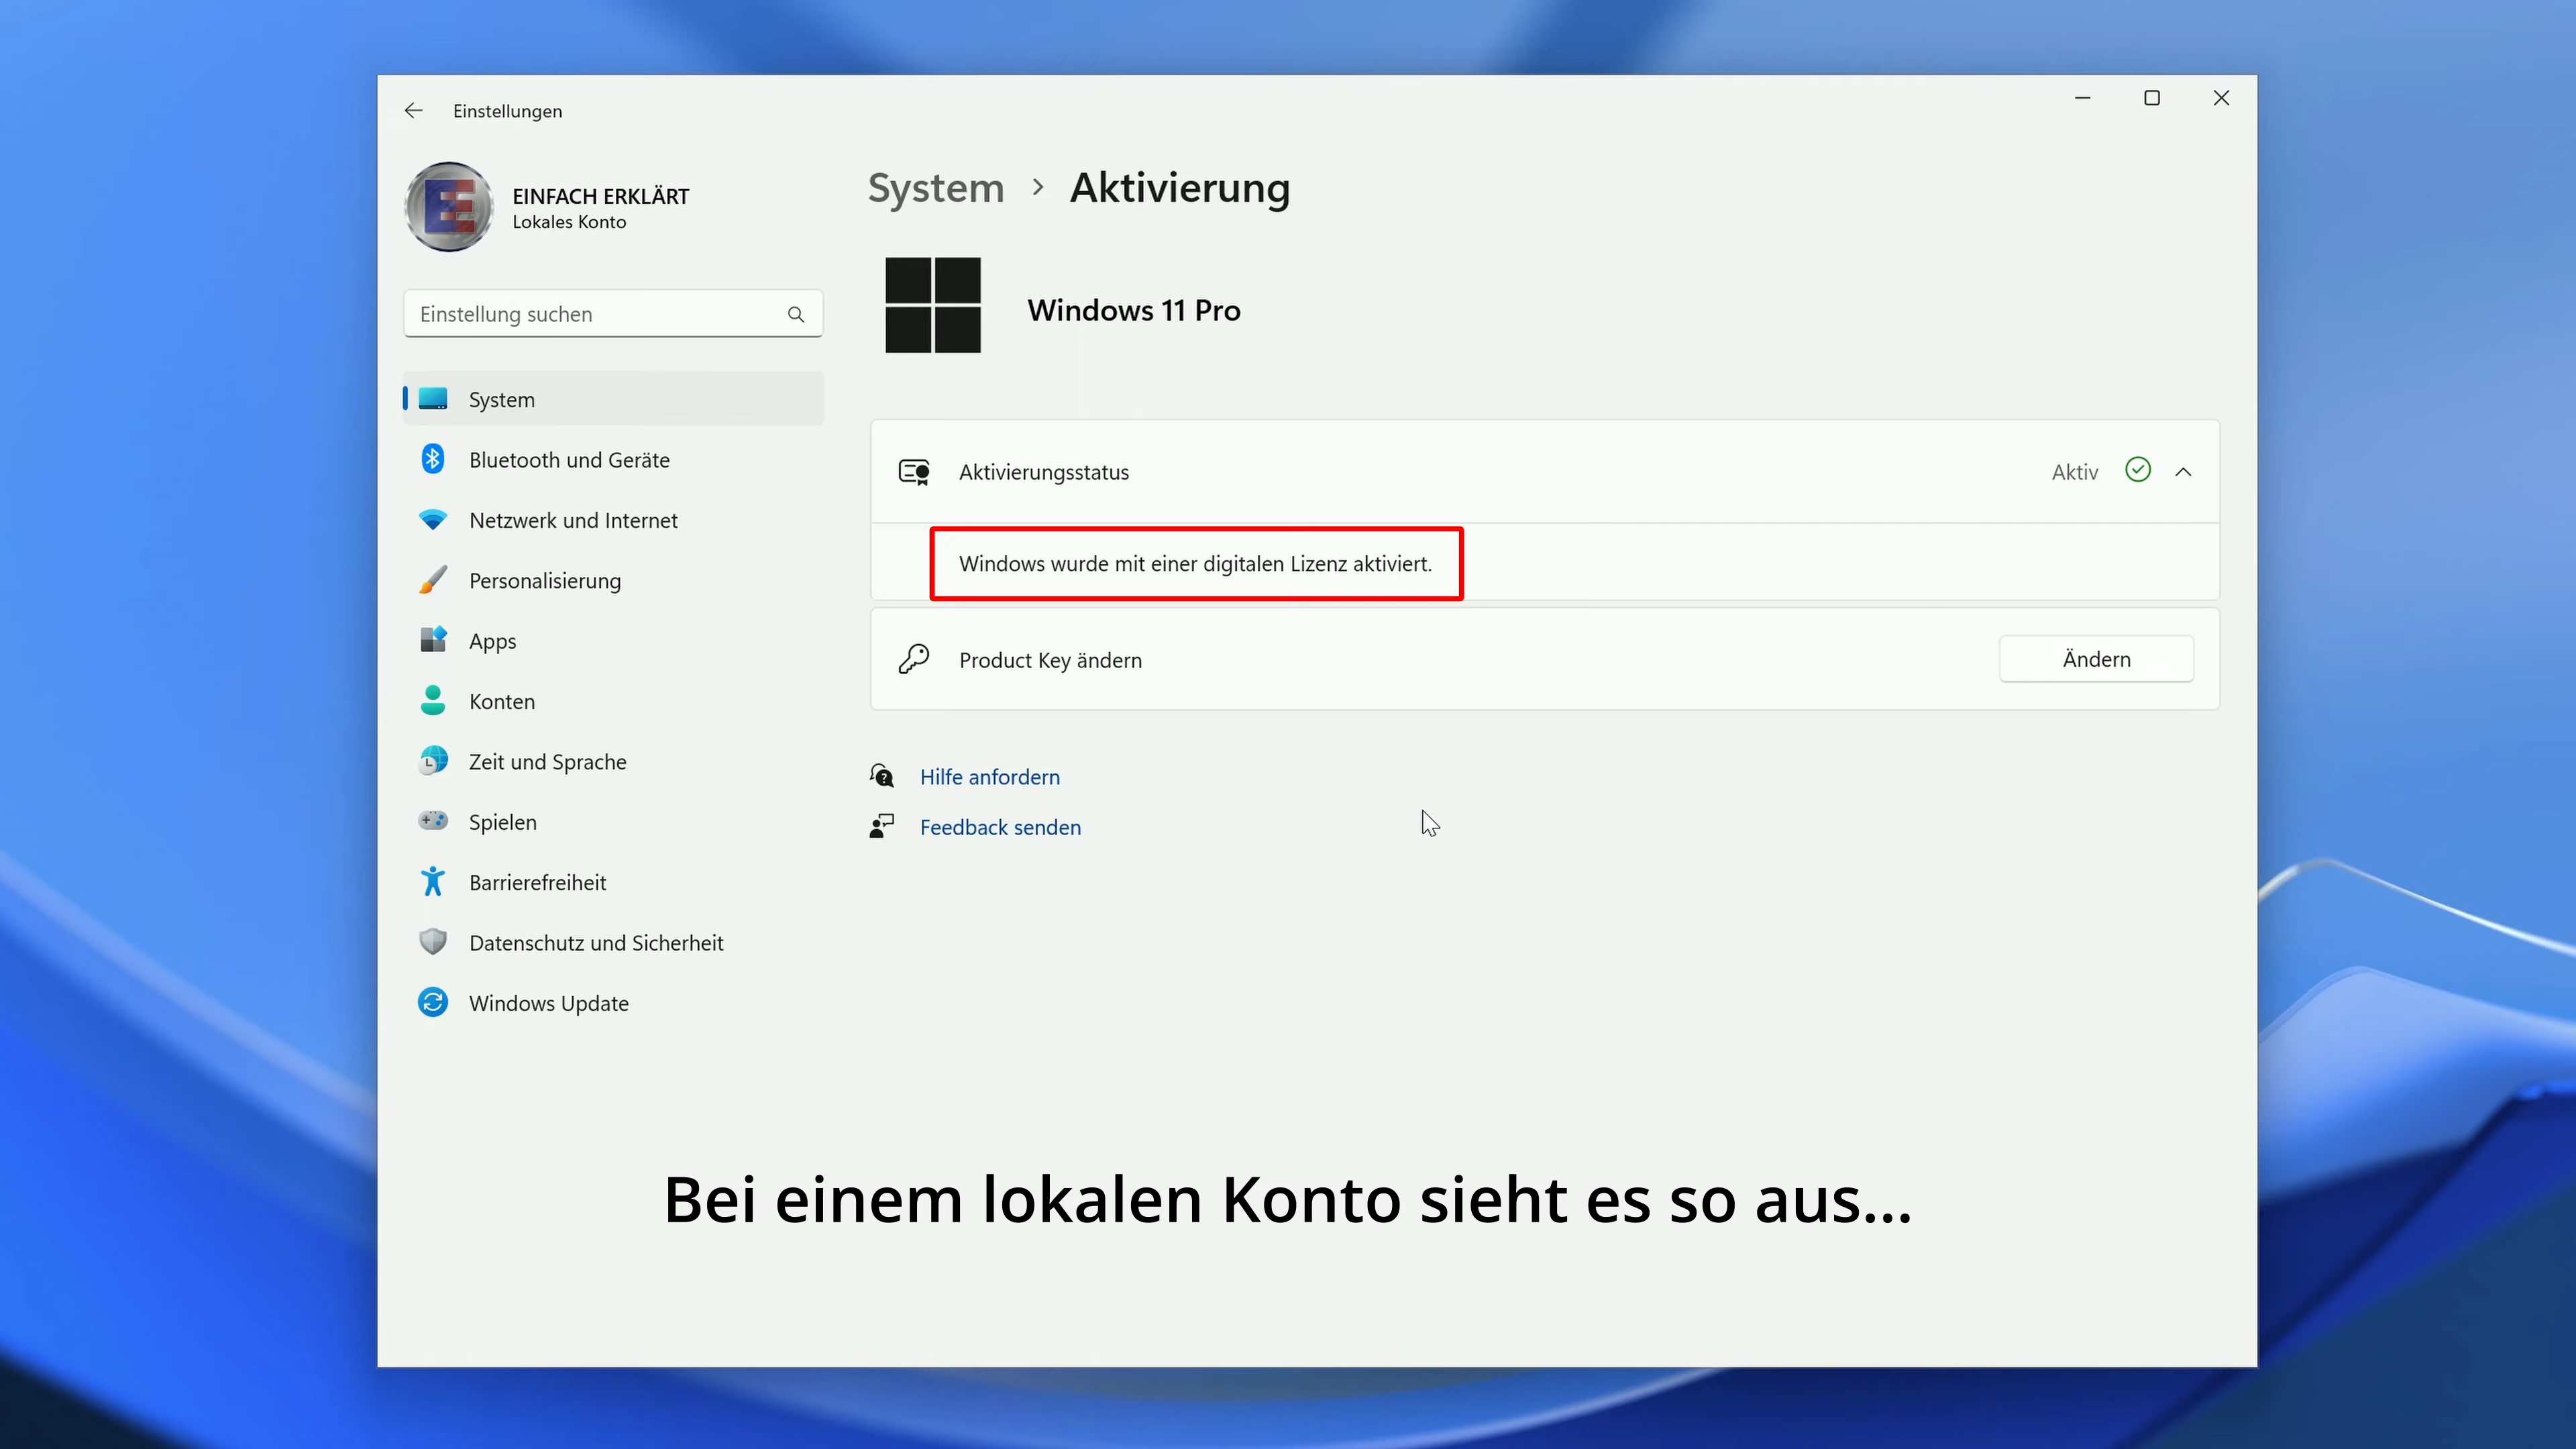 Einstellungen
EINFACH ERKLÄRT
Lokales Konto
Einstellung suchen
System
Bluetooth und Geräte
Netzwerk und Internet
Personalisierung
Apps
Konten
Zeit und Sprache
Spielen
Barrierefreiheit
Datenschutz und Sicherheit
Windows Update
System > Aktivierung
Windows 11 Pro
Aktivierungsstatus Aktiv
Windows wurde mit einer digitalen Lizenz aktiviert.
Product Key ändern Ändern
Hilfe anfordern
Feedback senden
Bei einem lokalen Konto sieht es so aus...